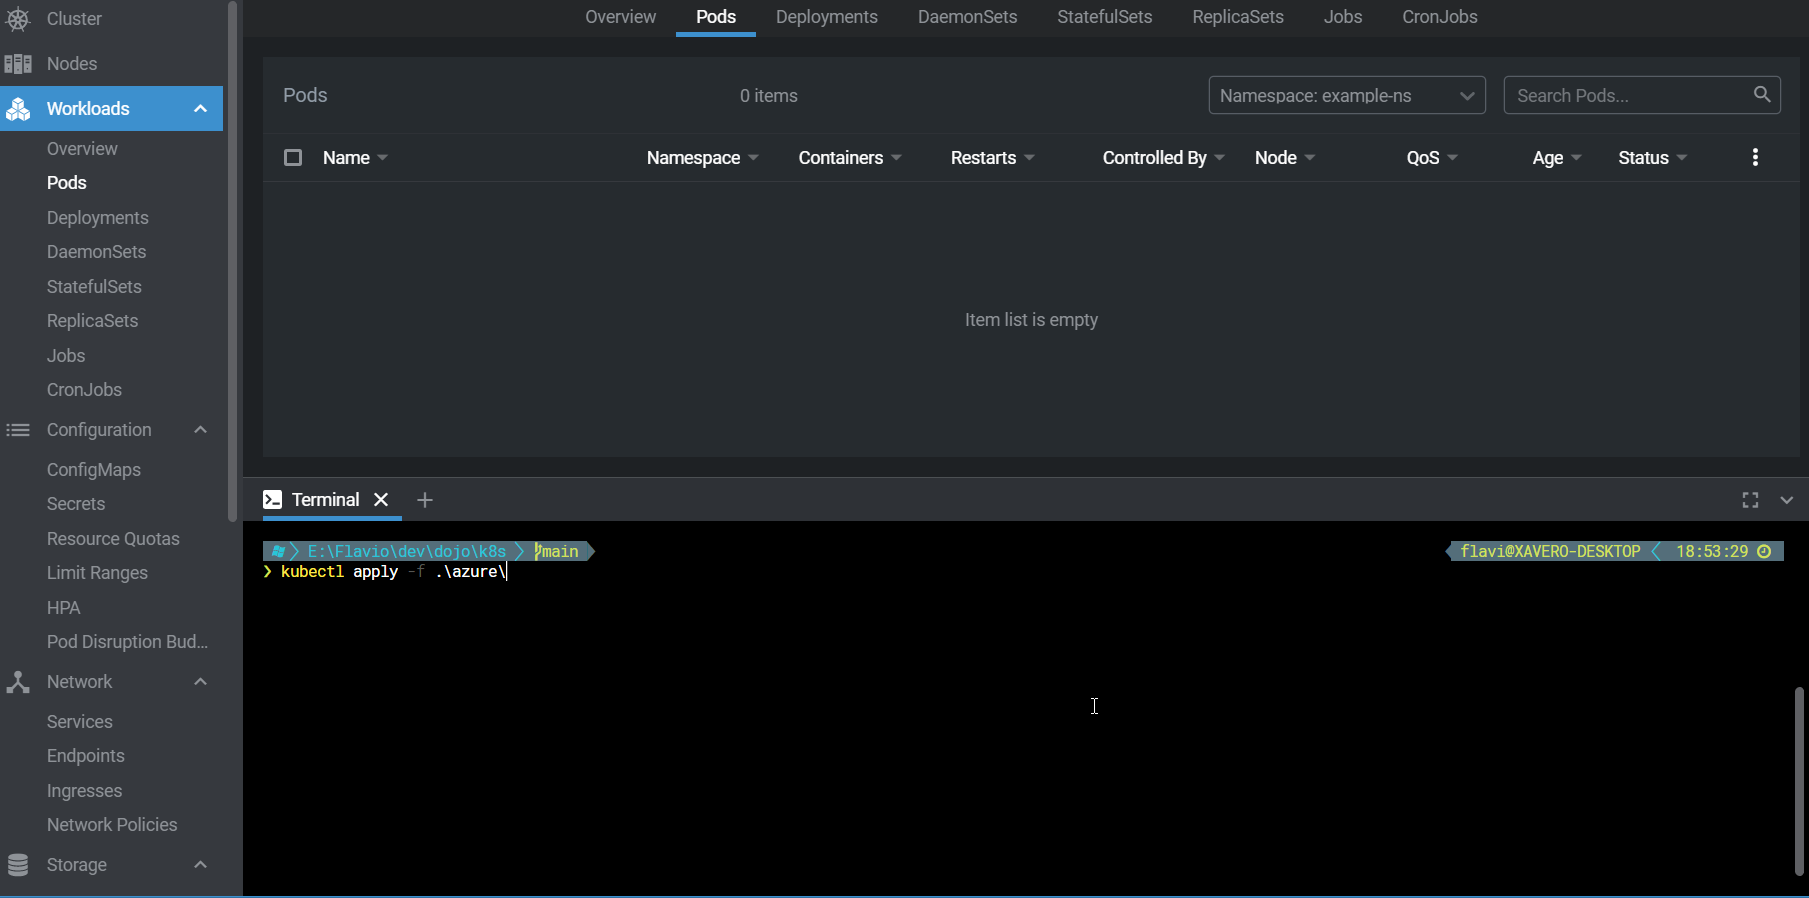 Cluster
Nodes
Workloads
Overview
Pods
Deployments
DaemonSets
StatefulSets
ReplicaSets
Jobs
CronJobs
Configuration
ConfigMaps
Secrets
Resource Quotas
Limit Ranges
HPA
Pod Disruption Bud...
Network
Services
Endpoints
Ingresses
Network Policies
Storage
Overview Pods Deployments DaemonSets StatefulSets ReplicaSets Jobs CronJobs
Pods 0 items Namespace: example-ns Search Pods...
Name Namespace Containers Restarts Controlled By Node QoS Age Status
Item list is empty
Terminal
E:\Flavio\dev\dojo\k8s main flavi@XAVERO-DESKTOP 18:53:29
❯ kubectl apply -f .\azure\